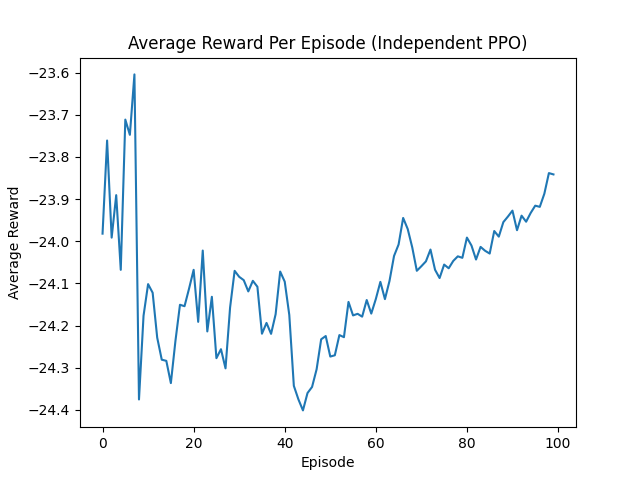 Average Reward Per Episode (Independent PPO)
−23.6
−23.7
−23.8
−23.9
−24.0
−24.1
−24.2
−24.3
−24.4
Average Reward
0 20 40 60 80 100
Episode